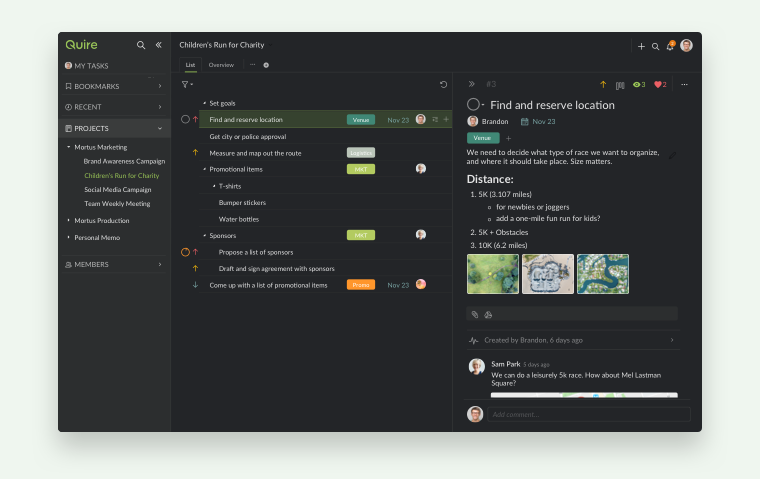 Quire
MY TASKS
BOOKMARKS
RECENT
PROJECTS
Mortus Marketing
Brand Awareness Campaign
Children's Run for Charity
Social Media Campaign
Team Weekly Meeting
Mortus Production
Personal Memo
MEMBERS
Children's Run for Charity
List Overview
Set goals
Find and reserve location Venue Nov 23
Get city or police approval
Measure and map out the route Logistics
Promotional items MKT
T-shirts
Bumper stickers
Water bottles
Sponsors MKT
Propose a list of sponsors
Draft and sign agreement with sponsors
Come up with a list of promotional items Promo Nov 23
#3 3 2
Find and reserve location
Brandon Nov 23
Venue
We need to decide what type of race we want to organize,
and where it should take place. Size matters.
Distance:
1. 5K (3.107 miles)
for newbies or joggers
add a one-mile fun run for kids?
2. 5K + Obstacles
3. 10K (6.2 miles)
Created by Brandon, 6 days ago
Sam Park 5 days ago
We can do a leisurely 5k race. How about Mel Lastman
Square?
Add comment...